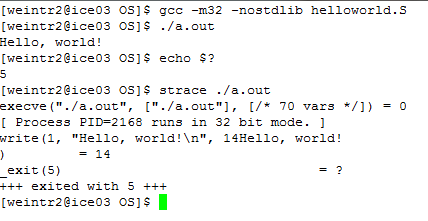 [weintr2@ice03 OS]$ gcc -m32 -nostdlib helloworld.S
[weintr2@ice03 OS]$ ./a.out
Hello, world!
[weintr2@ice03 OS]$ echo $?
5
[weintr2@ice03 OS]$ strace ./a.out
execve("./a.out", ["./a.out"], [/* 70 vars */]) = 0
[ Process PID=2168 runs in 32 bit mode. ]
write(1, "Hello, world!\n", 14Hello, world!
)          = 14
_exit(5)                                = ?
+++ exited with 5 +++
[weintr2@ice03 OS]$